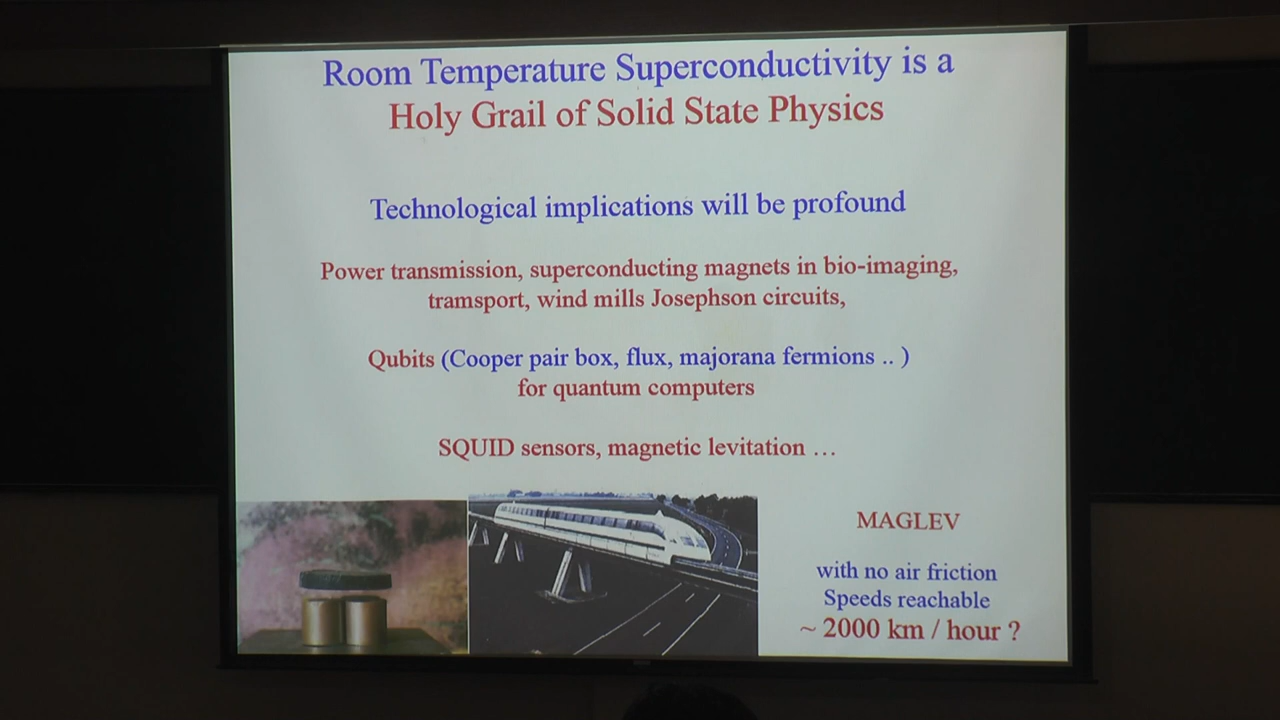 Room Temperature Superconductivity is a
Holy Grail of Solid State Physics
Technological implications will be profound
Power transmission, superconducting magnets in bio-imaging,
tramsport, wind mills Josephson circuits,
Qubits (Cooper pair box, flux, majorana fermions .. )
for quantum computers
SQUID sensors, magnetic levitation …
MAGLEV
with no air friction
Speeds reachable
~ 2000 km / hour ?